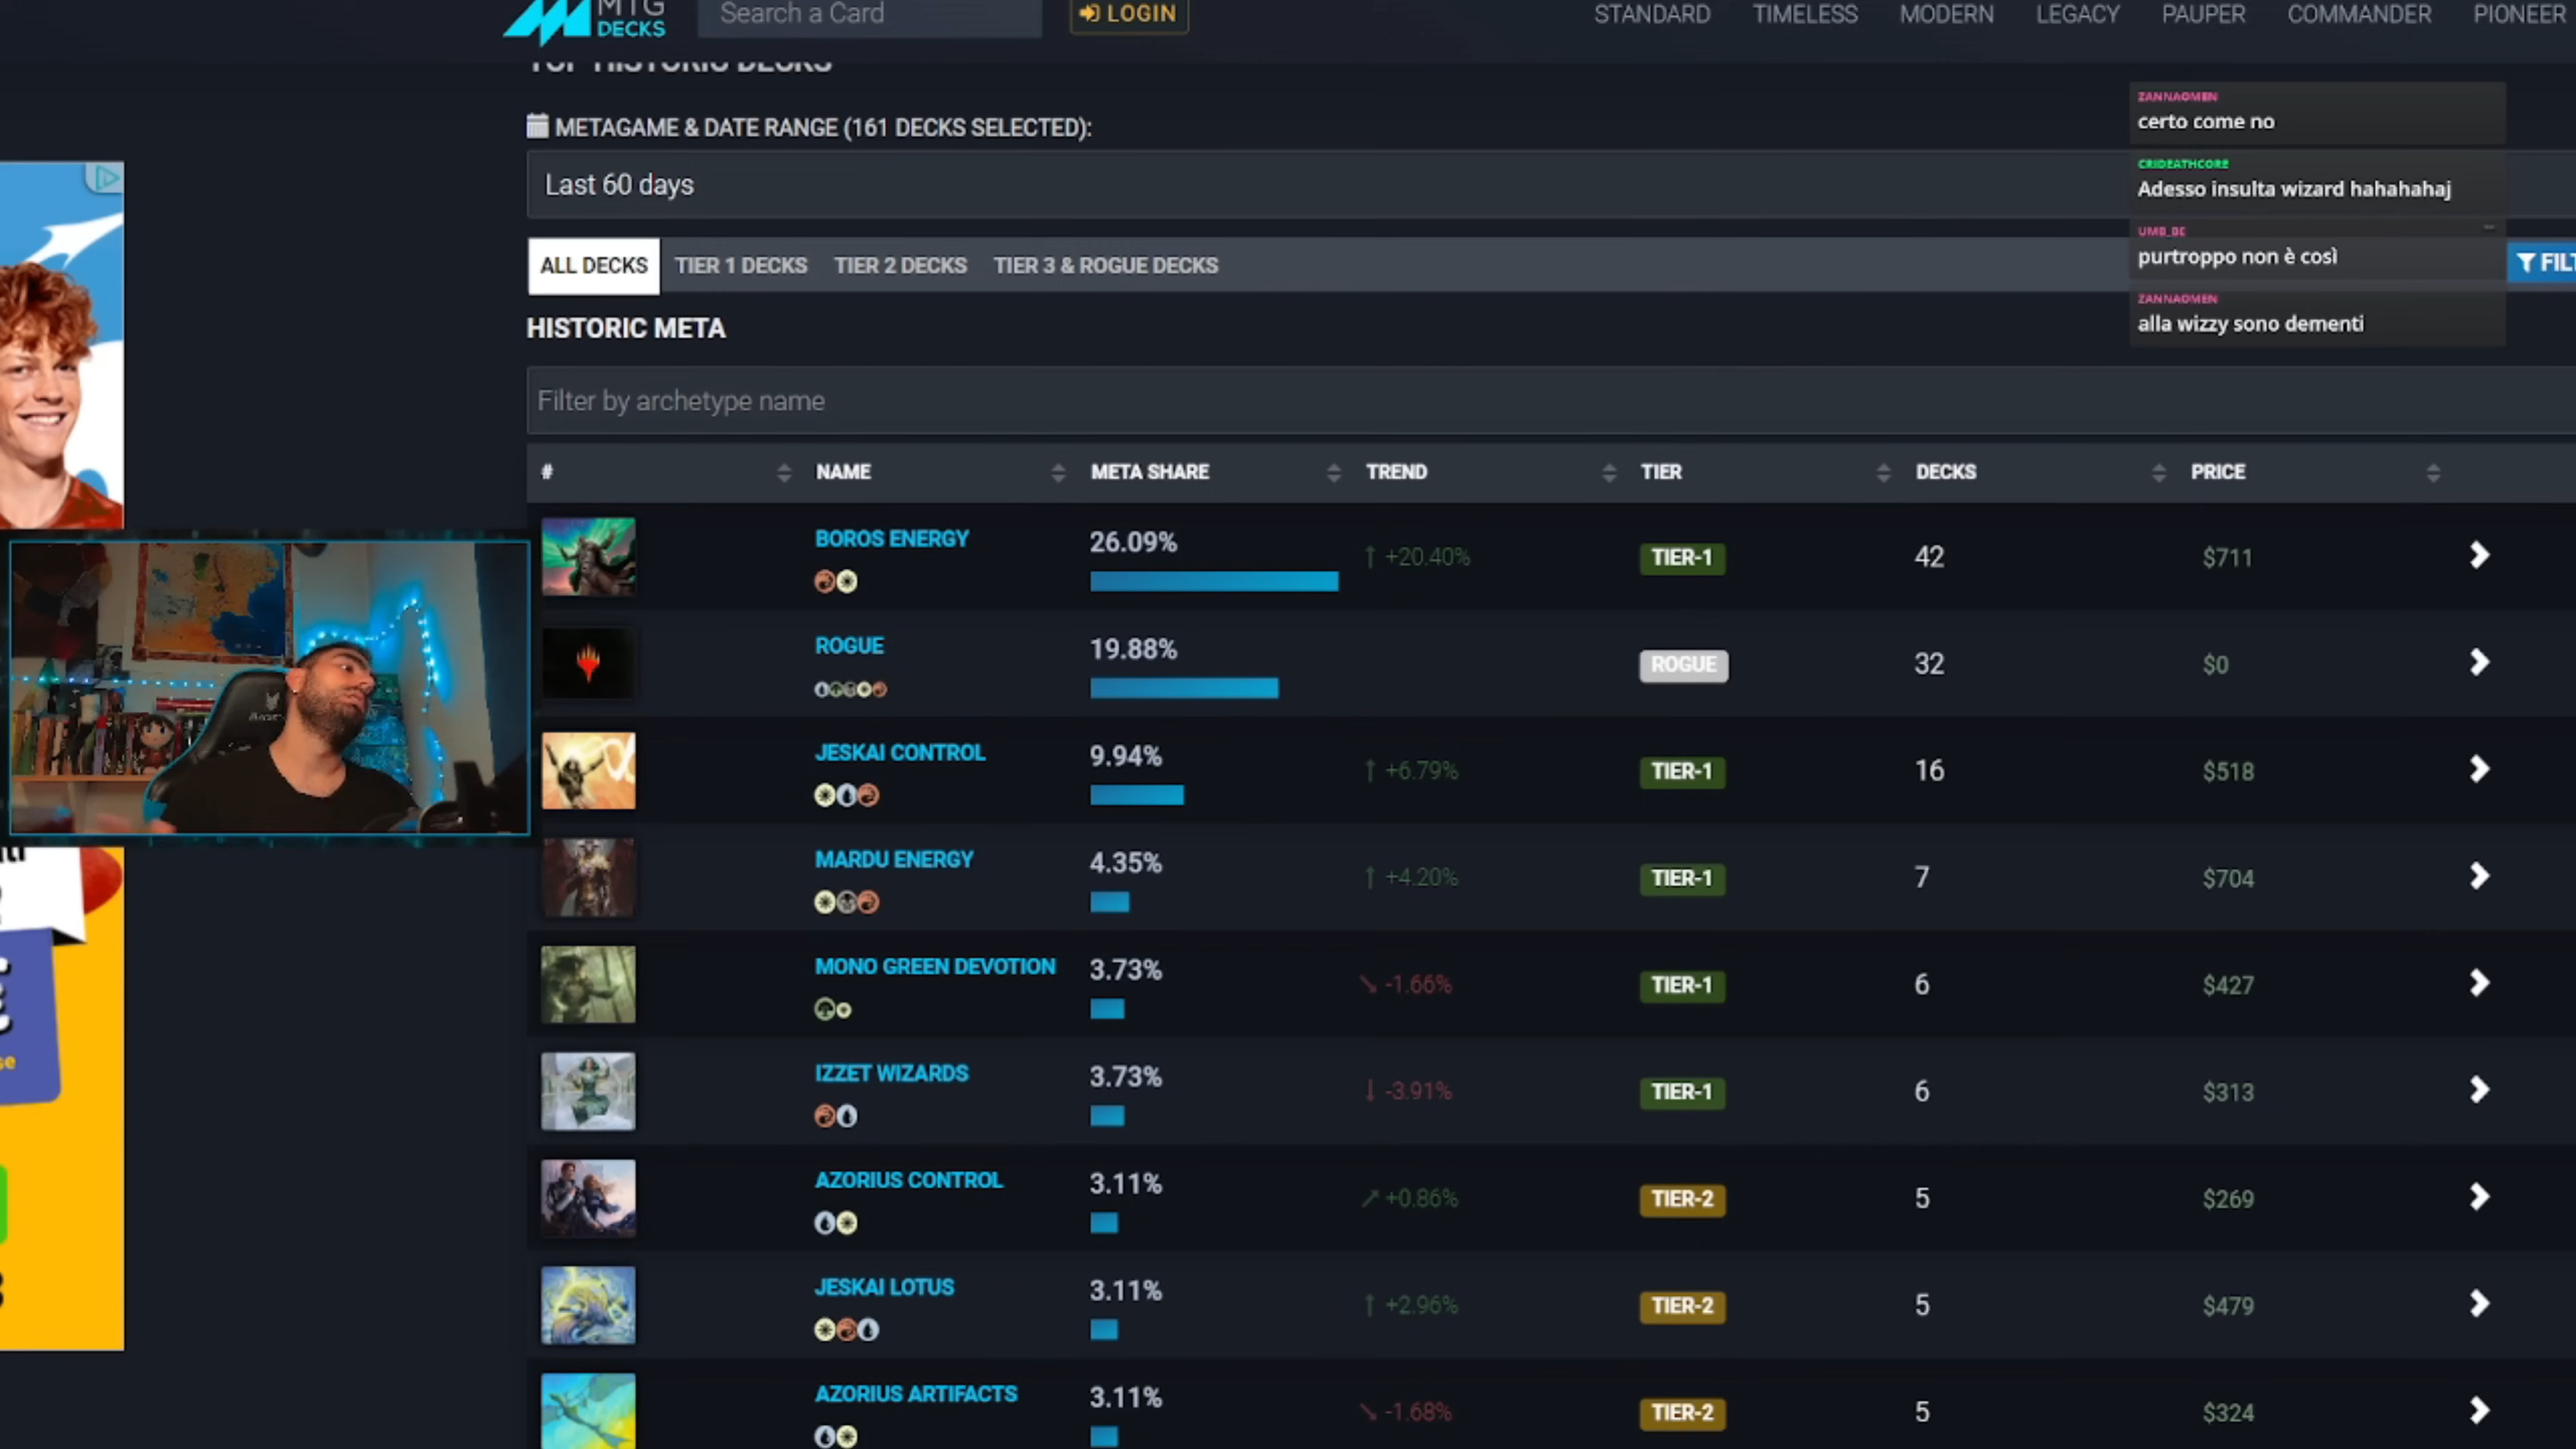 MTG
DECKS
Search a Card
LOGIN
STANDARD TIMELESS MODERN LEGACY PAUPER COMMANDER PIONEER
TOP HISTORIC DECKS
METAGAME & DATE RANGE (161 DECKS SELECTED):
Last 60 days
ZANNAOMEN
certo come no
CRIDEATHCORE
Adesso insulta wizard hahahahaj
UMB_BE
purtroppo non è così
ZANNAOMEN
alla wizzy sono dementi
ALL DECKS TIER 1 DECKS TIER 2 DECKS TIER 3 & ROGUE DECKS
HISTORIC META
Filter by archetype name
# NAME META SHARE TREND TIER DECKS PRICE
BOROS ENERGY 26.09% +20.40% TIER-1 42 $711
ROGUE 19.88% ROGUE 32 $0
JESKAI CONTROL 9.94% +6.79% TIER-1 16 $518
MARDU ENERGY 4.35% +4.20% TIER-1 7 $704
MONO GREEN DEVOTION 3.73% -1.66% TIER-1 6 $427
IZZET WIZARDS 3.73% -3.91% TIER-1 6 $313
AZORIUS CONTROL 3.11% +0.86% TIER-2 5 $269
JESKAI LOTUS 3.11% +2.96% TIER-2 5 $479
AZORIUS ARTIFACTS 3.11% -1.68% TIER-2 5 $324